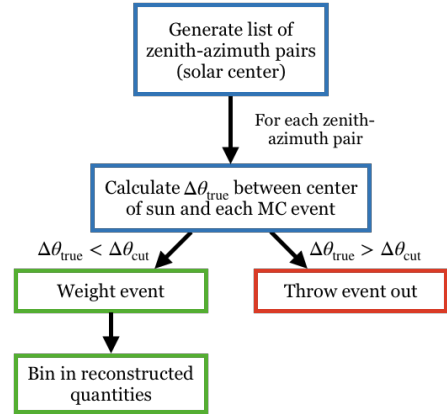 Generate list of
zenith-azimuth pairs
(solar center)
For each zenith-
azimuth pair
Calculate Δθtrue between center
of sun and each MC event
Δθtrue < Δθcut
Δθtrue > Δθcut
Weight event
Throw event out
Bin in reconstructed
quantities